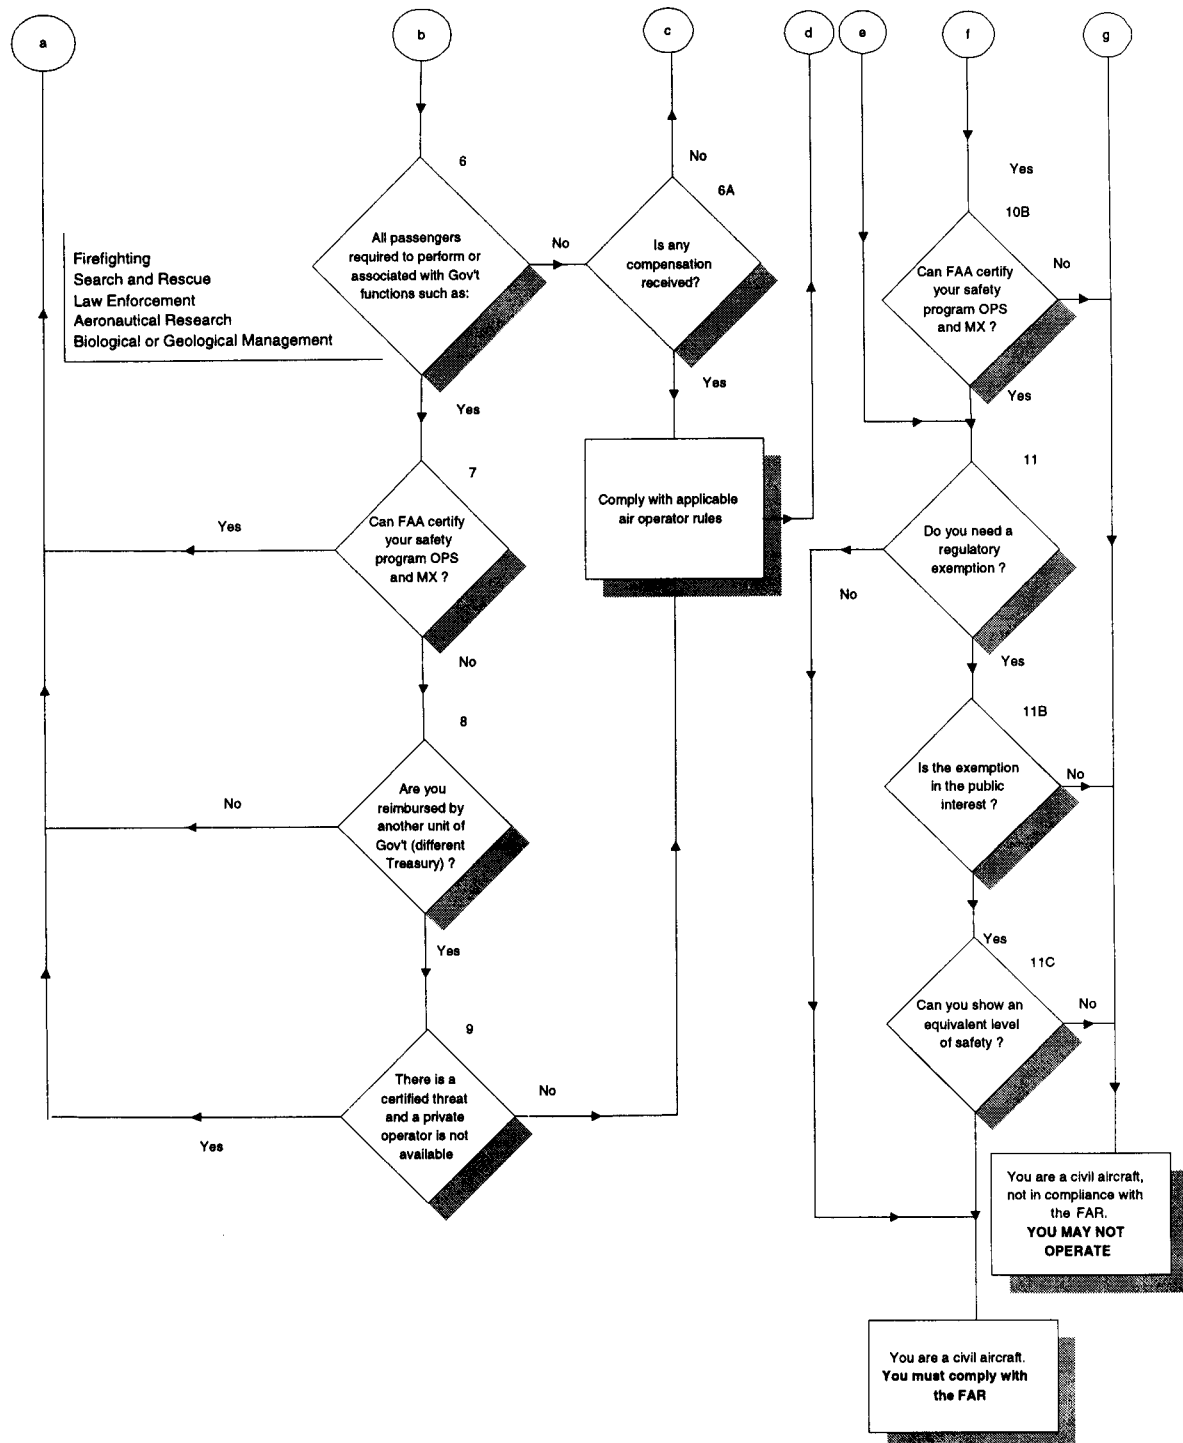 a
b
c
d
e
f
g
No
Yes
6
6A
10B
All passengers
required to perform or
associated with Gov't
functions such as:
No
Is any
compensation
received?
Can FAA certify
your safety
program OPS
and MX ?
No
Firefighting
Search and Rescue
Law Enforcement
Aeronautical Research
Biological or Geological Management
Yes
Yes
Yes
7
11
Can FAA certify
your safety
program OPS
and MX ?
Yes
Comply with applicable
air operator rules
Do you need a
regulatory
exemption ?
No
No
Yes
8
11B
Are you
reimbursed by
another unit of
Gov't (different
Treasury) ?
No
Is the exemption
in the public
interest ?
No
Yes
Yes
9
11C
There is a
certified threat
and a private
operator is not
available
No
Yes
Can you show an
equivalent level
of safety ?
No
You are a civil aircraft,
not in compliance with
the FAR.
YOU MAY NOT
OPERATE
You are a civil aircraft.
You must comply with
the FAR